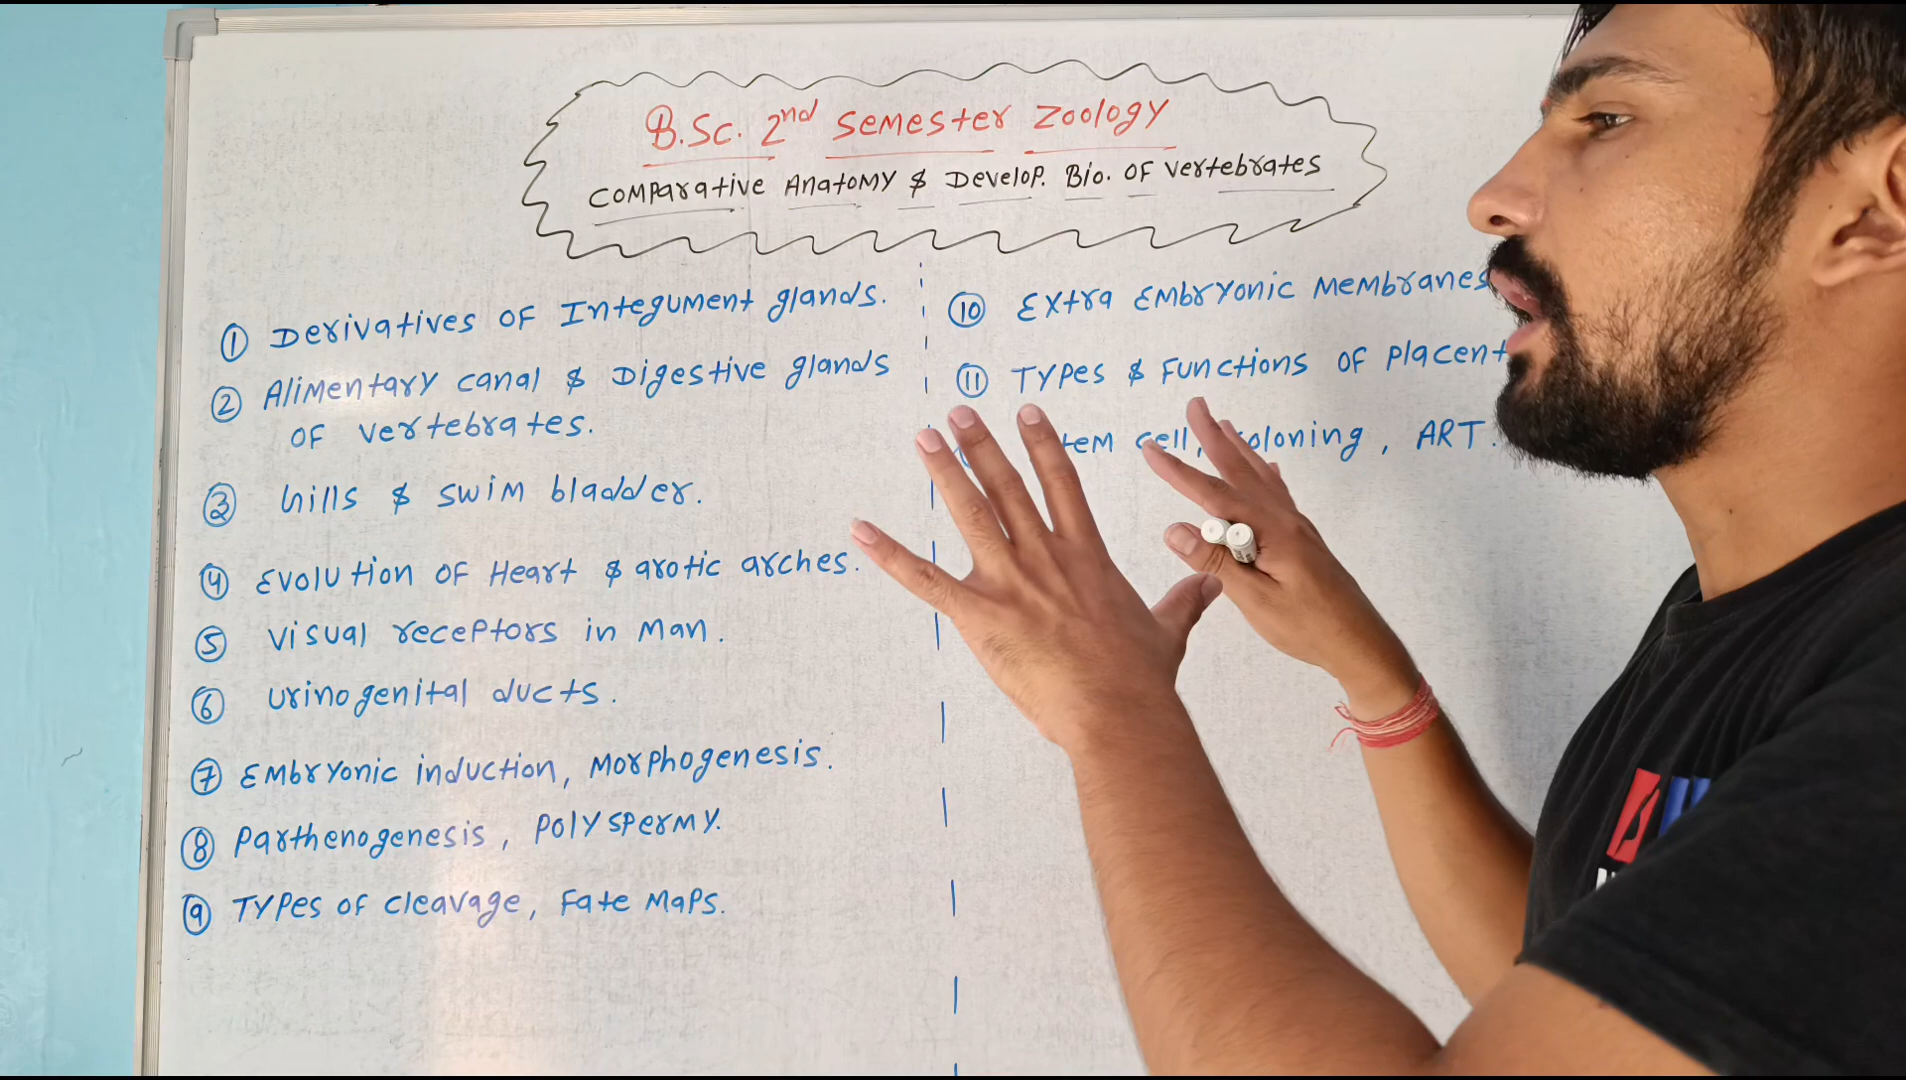 B.Sc. 2nd Semester Zoology
Comparative Anatomy & Develop. Bio. of Vertebrates
① Derivatives of Integument glands.
② Alimentary canal & Digestive glands
of vertebrates.
③ Gills & swim bladder.
④ Evolution of Heart & arotic arches.
⑤ Visual receptors in Man.
⑥ Urinogenital ducts.
⑦ Embryonic induction, Morphogenesis.
⑧ Parthenogenesis, Polyspermy.
⑨ Types of cleavage, Fate Maps.
⑩ Extra Embryonic Membranes
⑪ Types & Functions of Placent
tem cell, coloning, ART.